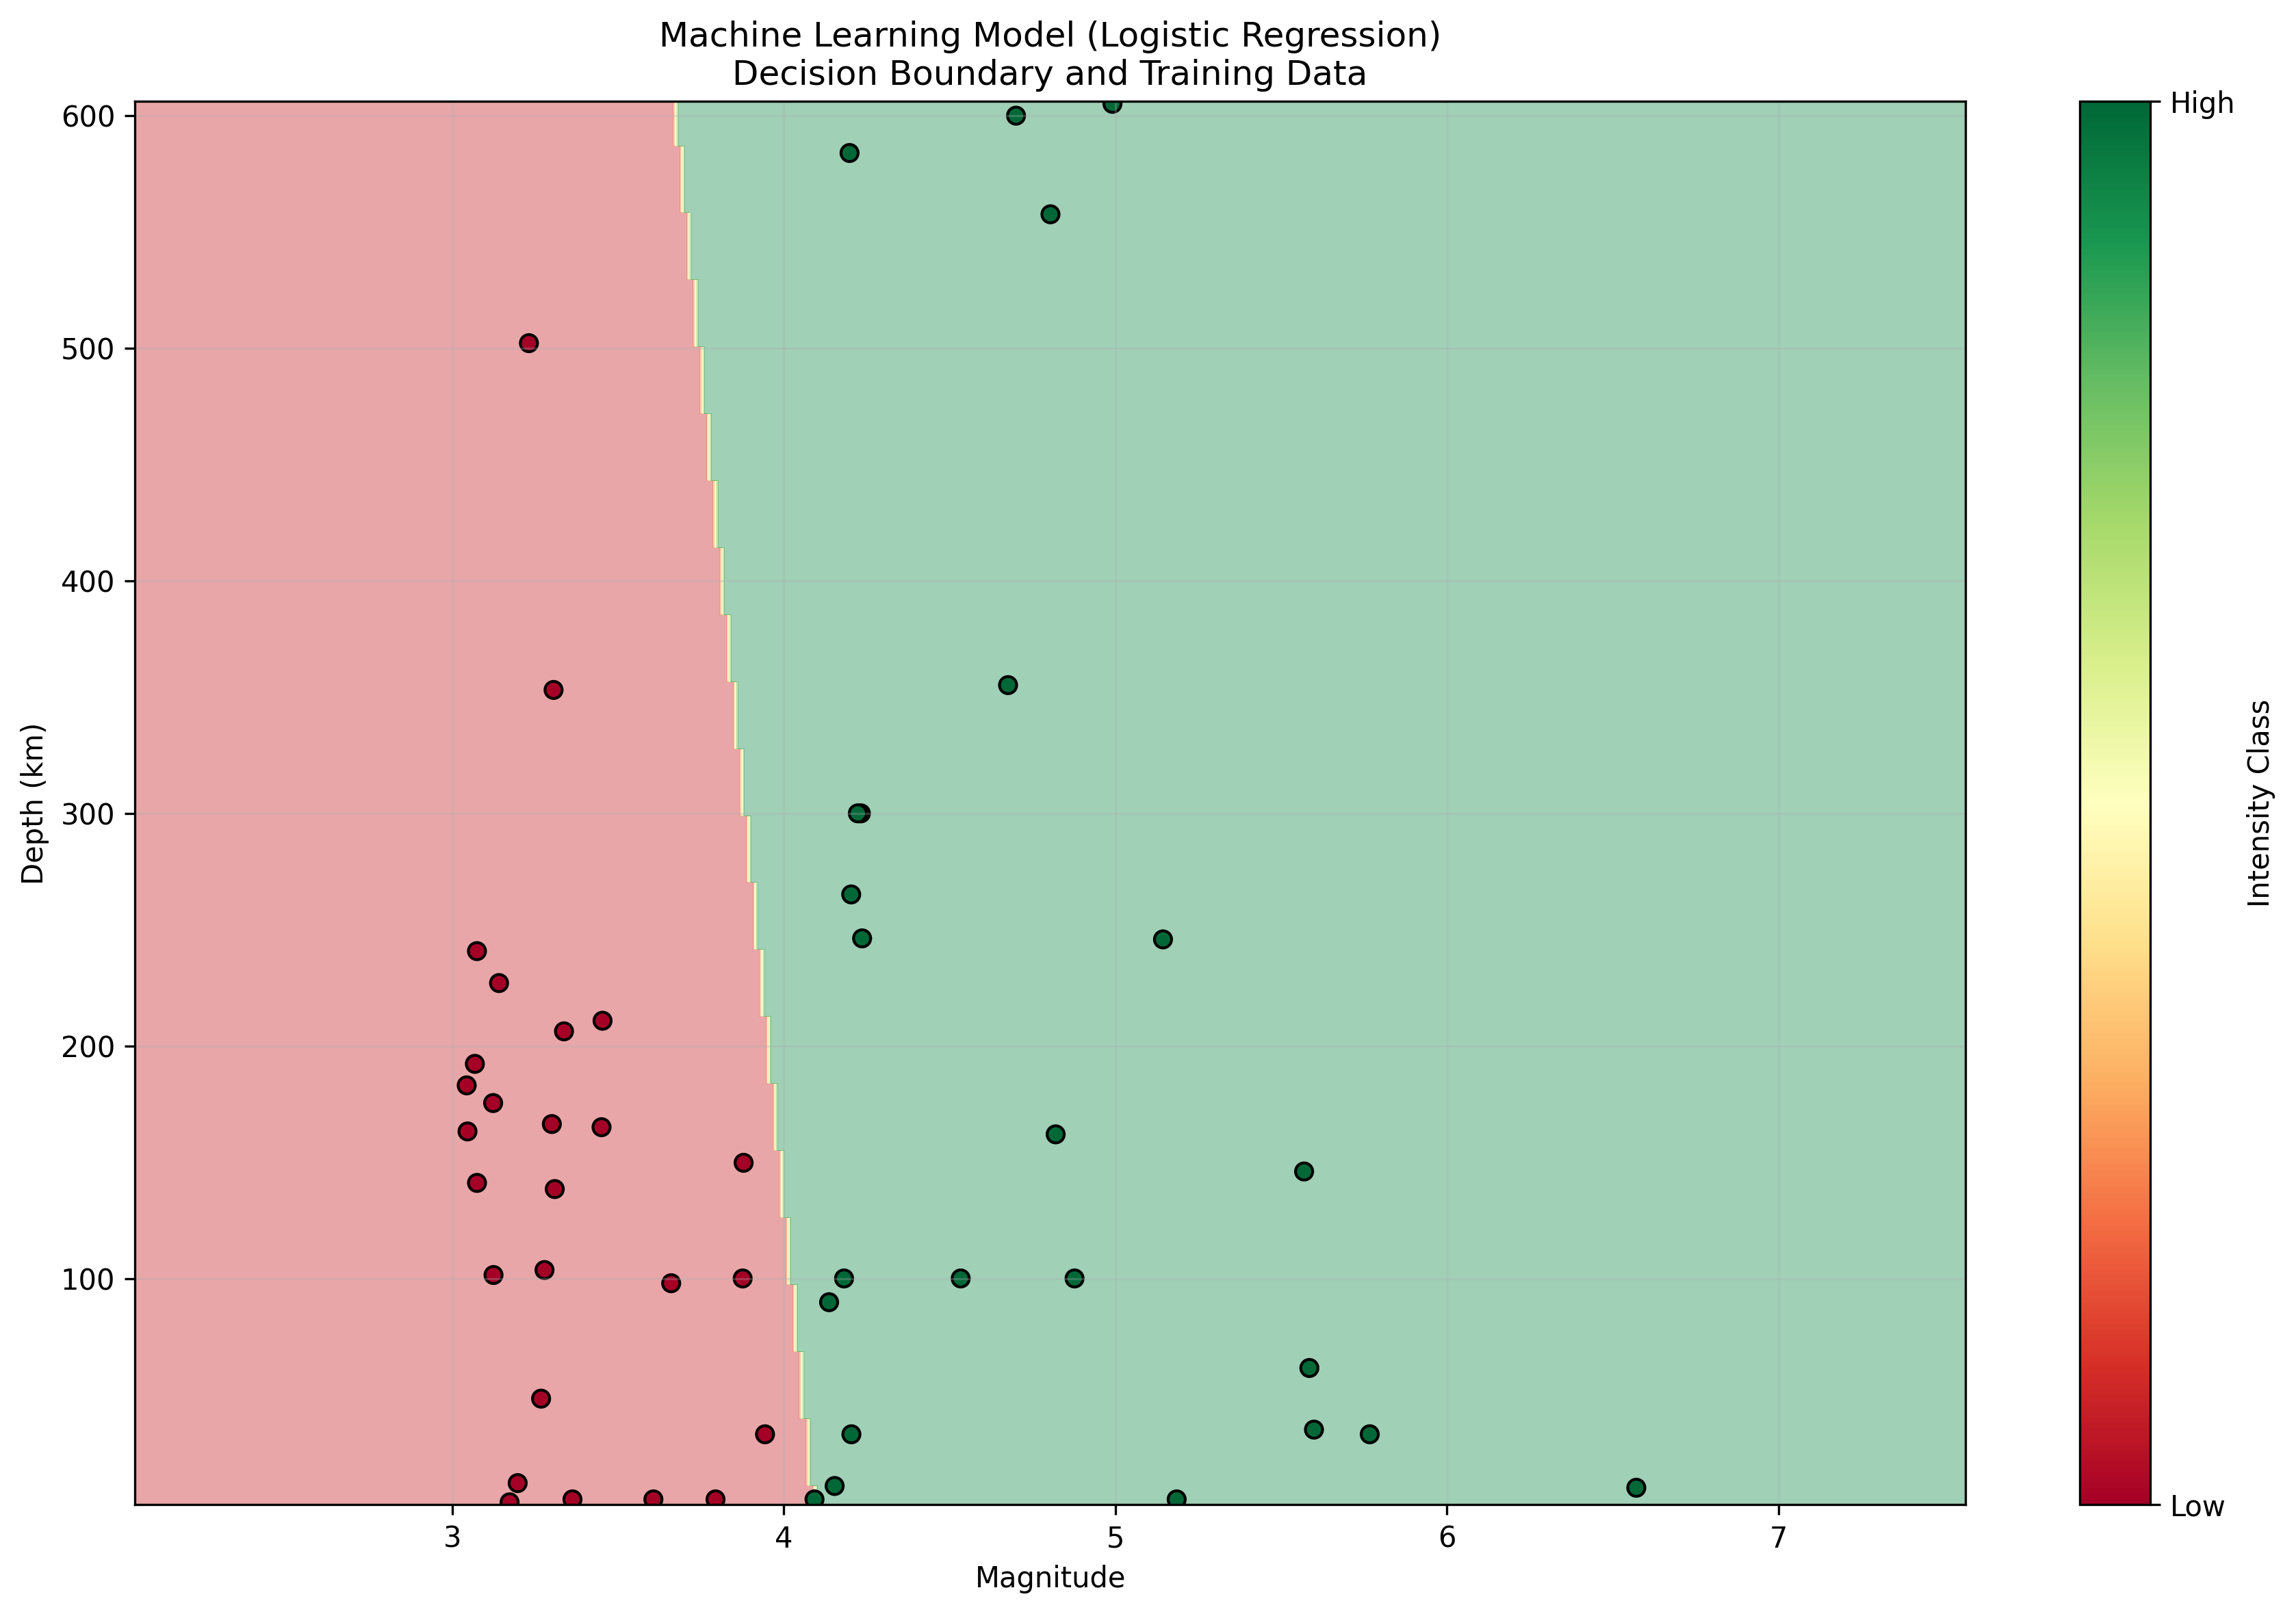 Machine Learning Model (Logistic Regression)
Decision Boundary and Training Data
600
500
400
300
200
100
Depth (km)
3
4
5
6
7
Magnitude
High
Low
Intensity Class